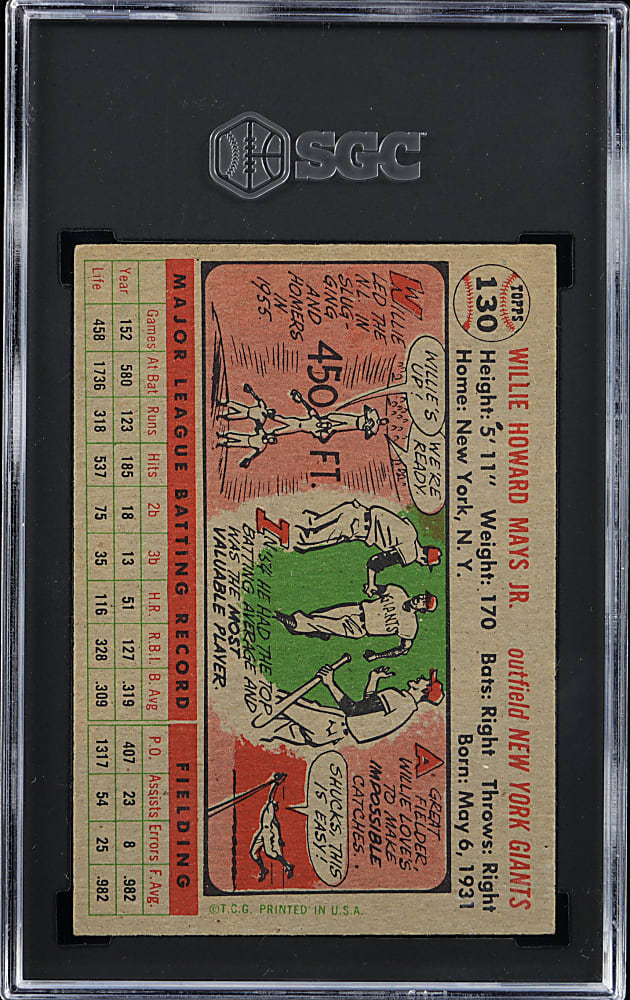 SGC
TOPPS
130
WILLIE HOWARD MAYS JR. outfield NEW YORK GIANTS
Height: 5' 11" Weight: 170 Bats: Right Throws: Right
Home: New York, N. Y. Born: May 6, 1931
WILLIE
LED THE
N.L. IN
SLUG-
GING
AND
HOMERS
IN
1955
WILLIE'S
UP!
WE'RE
READY
450 FT.
IN '54 HE HAD THE TOP
BATTING AVERAGE AND
WAS THE MOST
VALUABLE PLAYER.
GIANTS
A GREAT
FIELDER,
WILLIE LOVES
TO MAKE
IMPOSSIBLE
CATCHES.
SHUCKS, THIS
IS EASY!
©T.C.G. PRINTED IN U.S.A.
MAJOR LEAGUE BATTING RECORD FIELDING
Games At Bat Runs Hits 2b 3b H.R. R.B.I. B. Avg P.O. Assists Errors F. Avg.
Year 152 580 123 185 18 13 51 127 .319 407 23 8 .982
Life 458 1736 318 537 75 35 116 328 .309 1317 54 25 .982